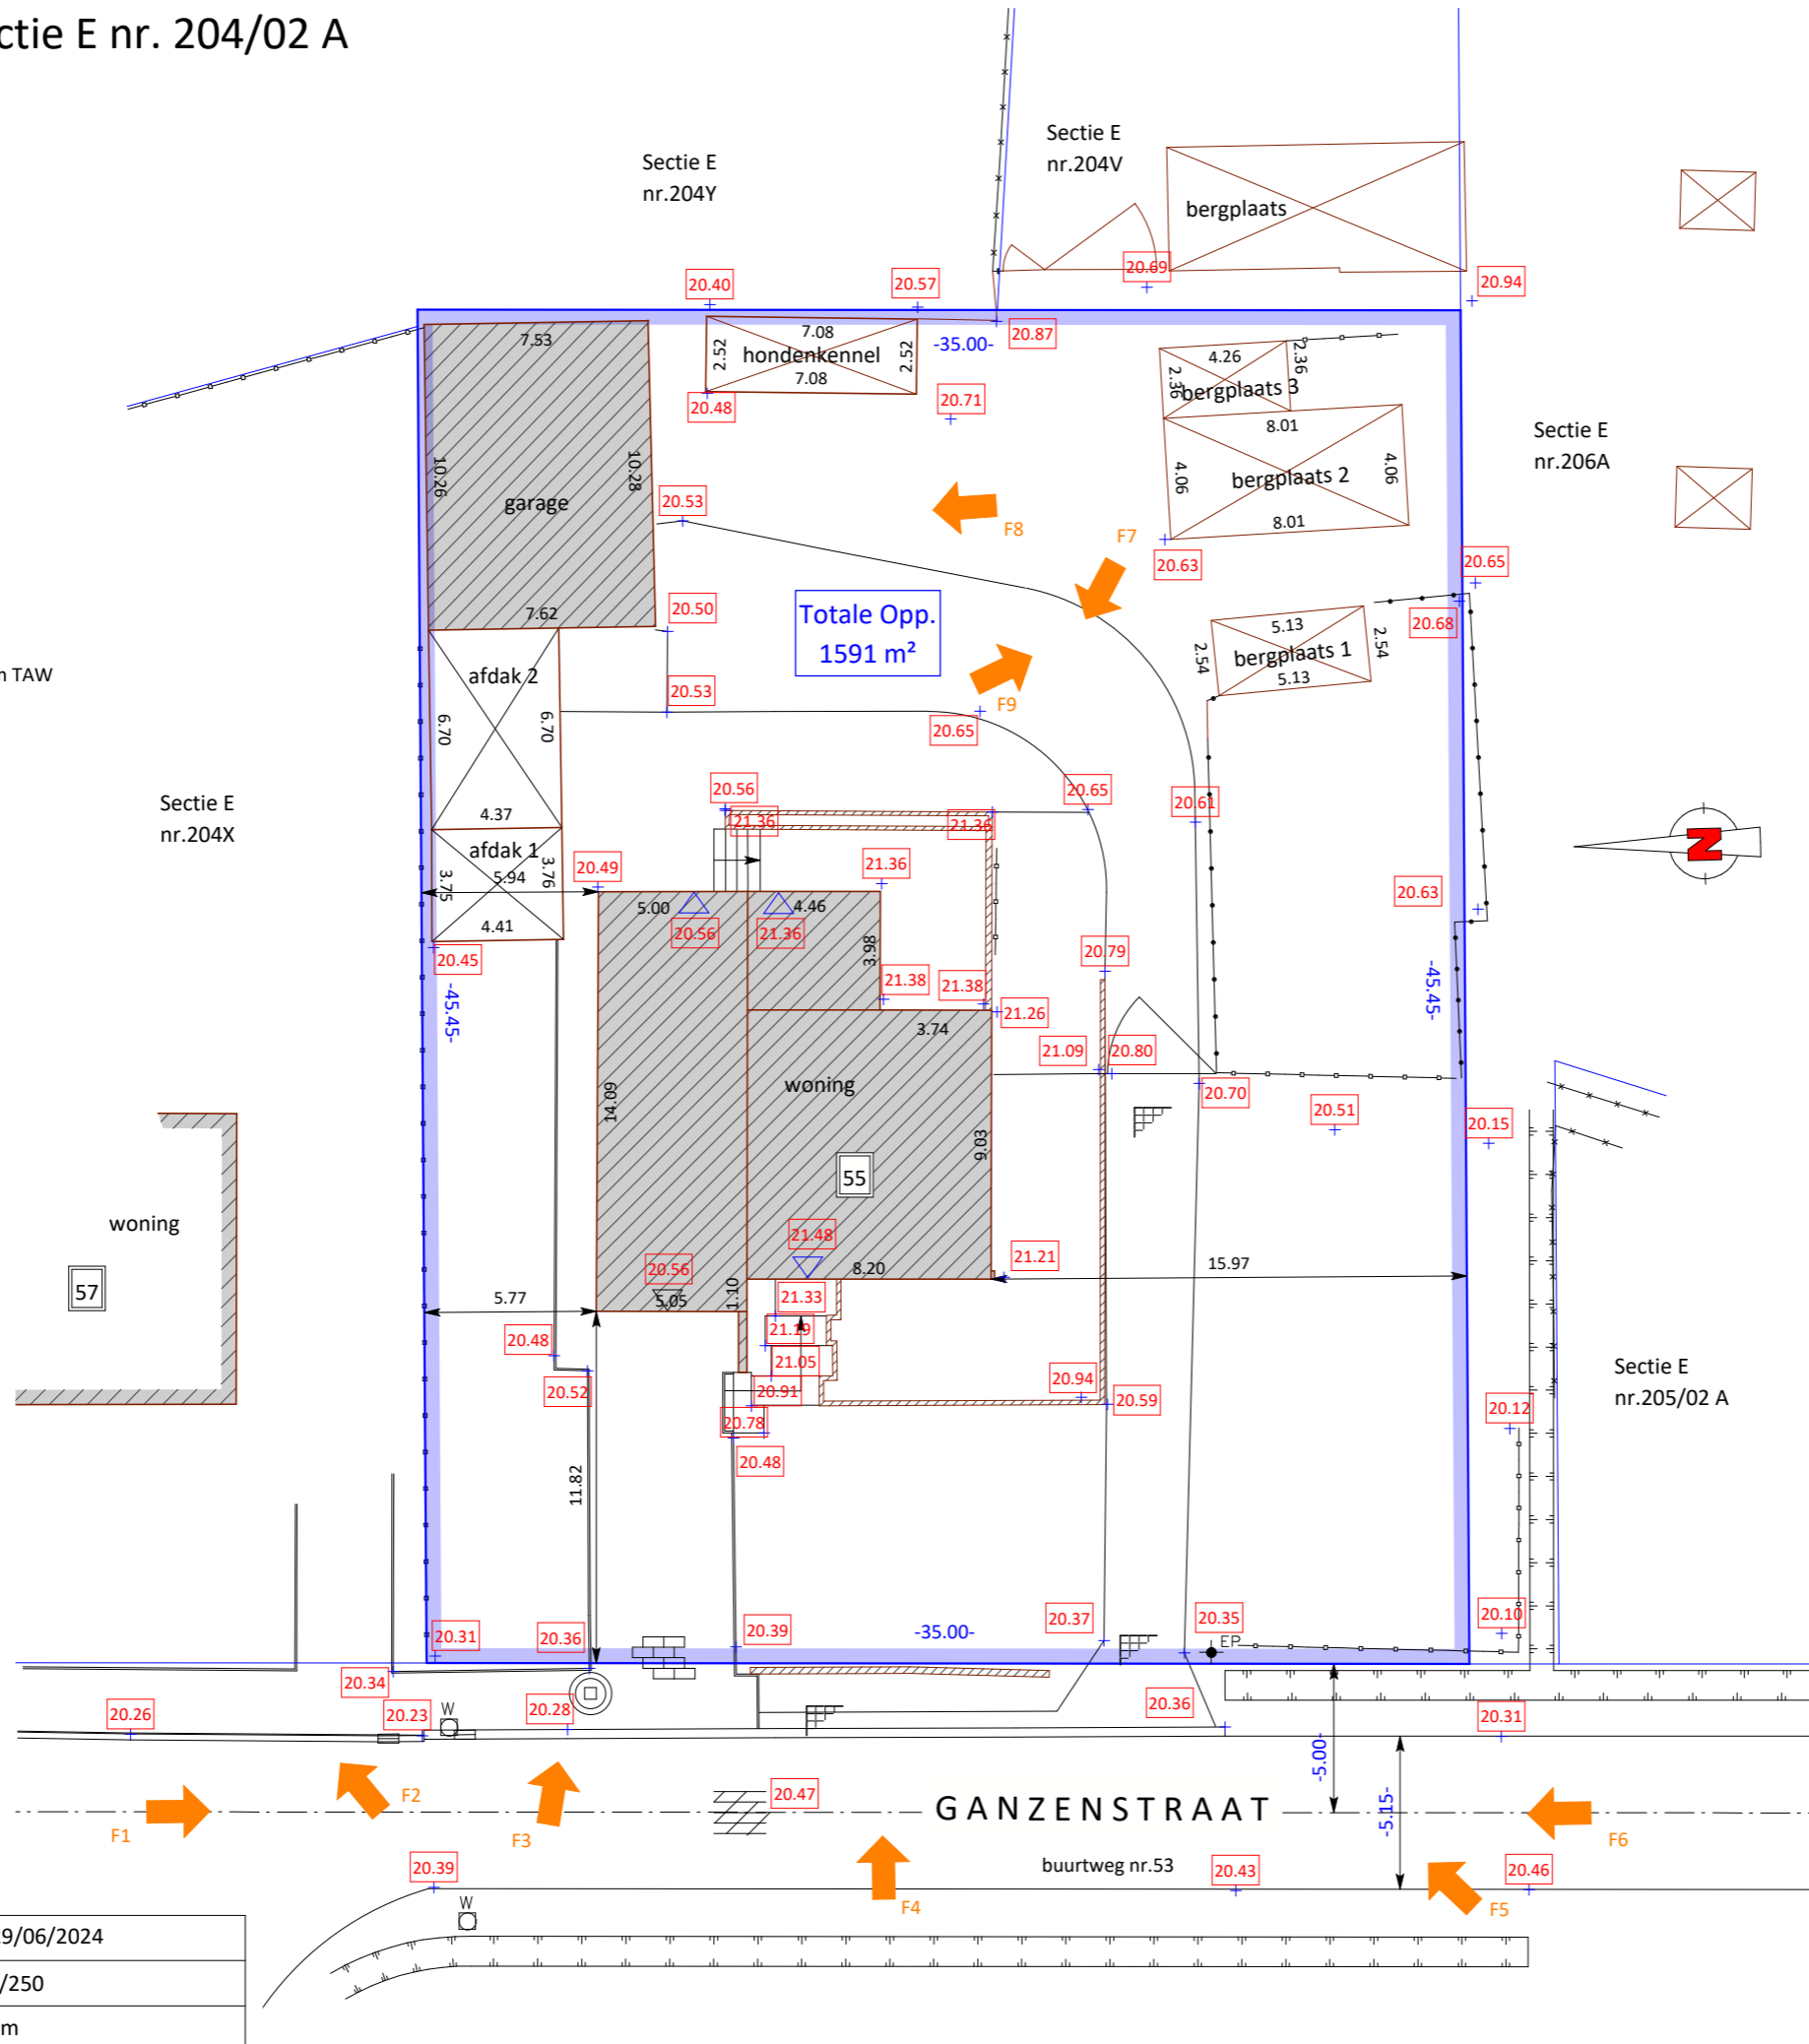 ctie E nr. 204/02 A
Sectie E
nr.204V
Sectie E
nr.204Y
bergplaats
20.69
20.40
20.57
20.94
7.53
7.08
-35.00-
20.87
2.52
hondenkennel
2.52
7.08
4.26
2.36
2.36
bergplaats 3
20.48
20.71
8.01
Sectie E
nr.206A
10.26
10.28
garage
4.06
bergplaats 2
4.06
8.01
20.53
F8
F7
20.63
20.65
7.62
20.50
Totale Opp.
1591 m²
20.68
5.13
2.54
bergplaats 1
2.54
5.13
n TAW
afdak 2
20.53
F9
6.70
6.70
20.65
Sectie E
nr.204X
4.37
20.56
21.36
20.65
21.36
20.61
N
afdak 1
5.94
3.75
3.76
20.49
21.36
4.41
5.00
4.46
20.63
20.56
21.36
20.45
3.98
20.79
-45.45-
-45.45-
21.38
21.38
21.26
3.74
21.09
20.80
14.09
woning
20.70
20.51
20.15
9.03
55
woning
57
21.48
21.21
20.56
8.20
15.97
5.77
5.05
1.10
21.33
21.19
20.48
21.05
Sectie E
nr.205/02 A
20.52
20.91
20.94
20.59
20.78
20.12
20.48
11.82
20.31
20.36
20.39
-35.00-
20.37
20.35
EP
20.10
20.34
20.36
20.26
20.23
W
20.28
20.31
-5.00-
F2
20.47
GANZENSTRAAT
-5.15-
F1
F3
F6
20.39
buurtweg nr.53
20.43
20.46
W
F4
F5
9/06/2024
/250
m